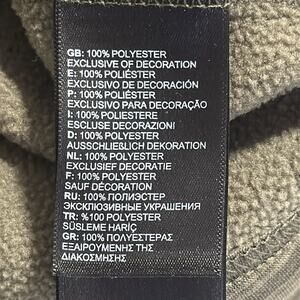 GB: 100% POLYESTER
EXCLUSIVE OF DECORATION
E: 100% POLIÉSTER
EXCLUSIVO DE DECORACIÓN
P: 100% POLIÉSTER
EXCLUSIVO PARA DECORAÇÃO
I: 100% POLIESTERE
ESCLUSE DECORAZIONI
D: 100% POLYESTER
AUSSCHLIEßLICH DEKORATION
NL: 100% POLYESTER
EXCLUSIEF DECORATIE
F: 100% POLYESTER
SAUF DÉCORATION
RU: 100% ПОЛИЭСТЕР
ЭКСКЛЮЗИВНЫЕ УКРАШЕНИЯ
TR: %100 POLYESTER
SÜSLEME HARİÇ
GR: 100% ΠΟΛΥΕΣΤΕΡΑΣ
ΕΞΑΙΡΟΥΜΕΝΗΣ ΤΗΣ
ΔΙΑΚΟΣΜΗΣΗΣ